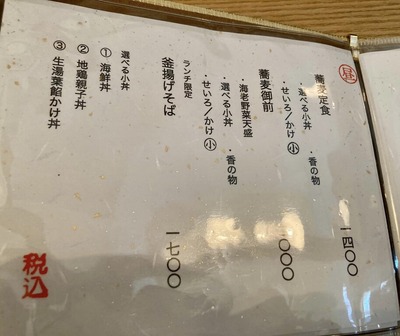 昼
蕎麦定食 一四〇〇
・選べる小丼 ・香の物
・せいろ/かけ 小
蕎麦御前 〇〇〇
・海老野菜天盛
・選べる小丼 ・香の物
・せいろ/かけ 小
ランチ限定
釜揚げそば 一七〇〇
選べる小丼
① 海鮮丼
② 地鶏親子丼
③ 生湯葉餡かけ丼
税込